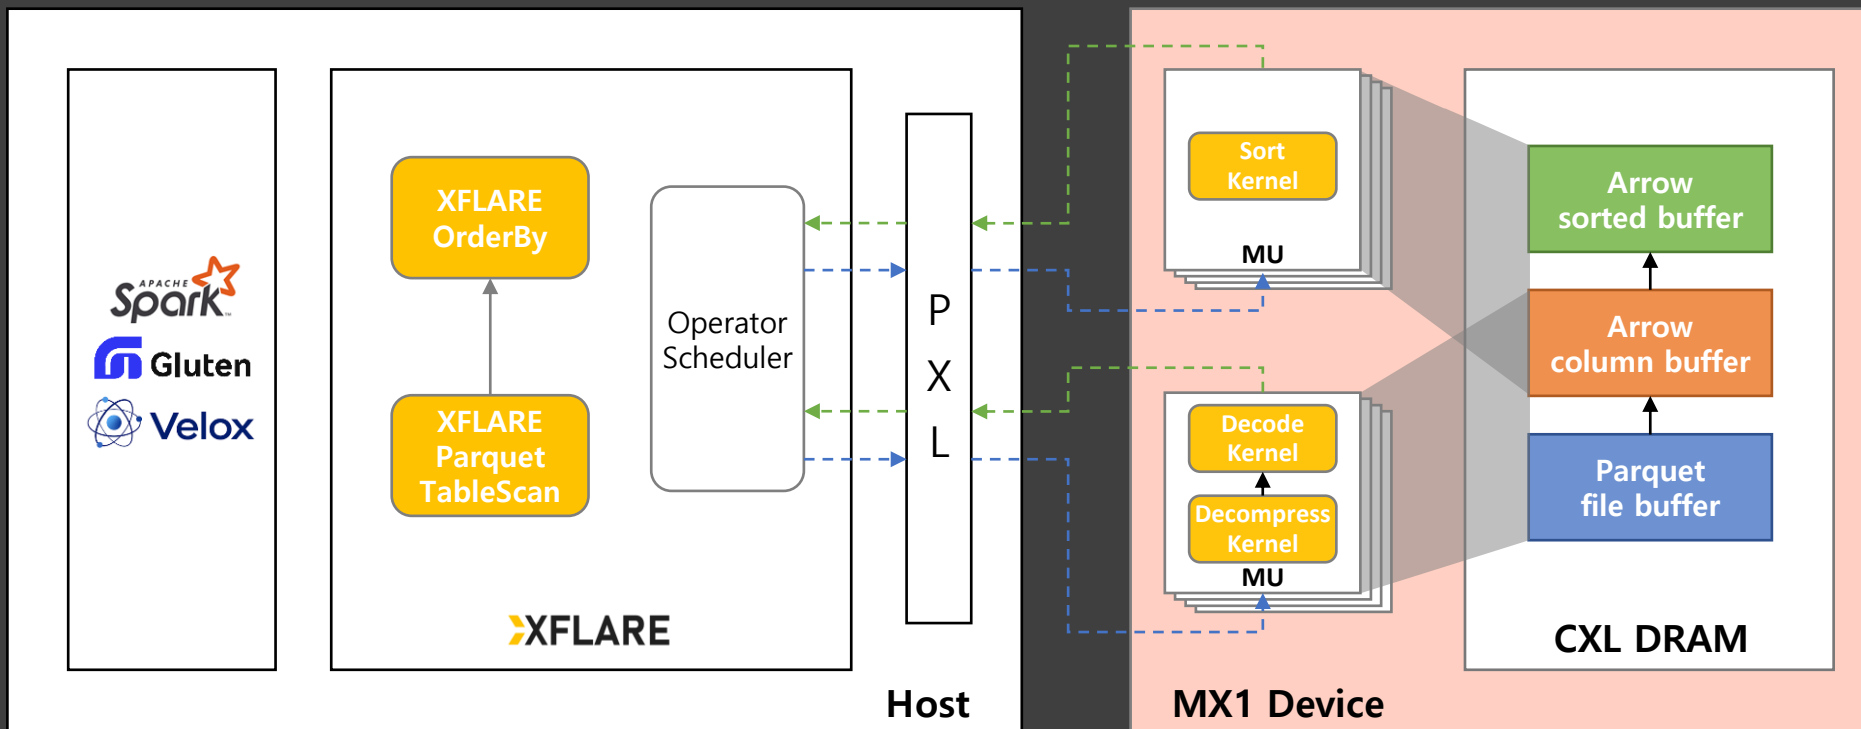 APACHE
Spark
TM
Gluten
Velox
XFLARE
OrderBy
XFLARE
Parquet
TableScan
Operator
Scheduler
XFLARE
P
X
L
Host
Sort
Kernel
MU
Decode
Kernel
Decompress
Kernel
MU
Arrow
sorted buffer
Arrow
column buffer
Parquet
file buffer
CXL DRAM
MX1 Device